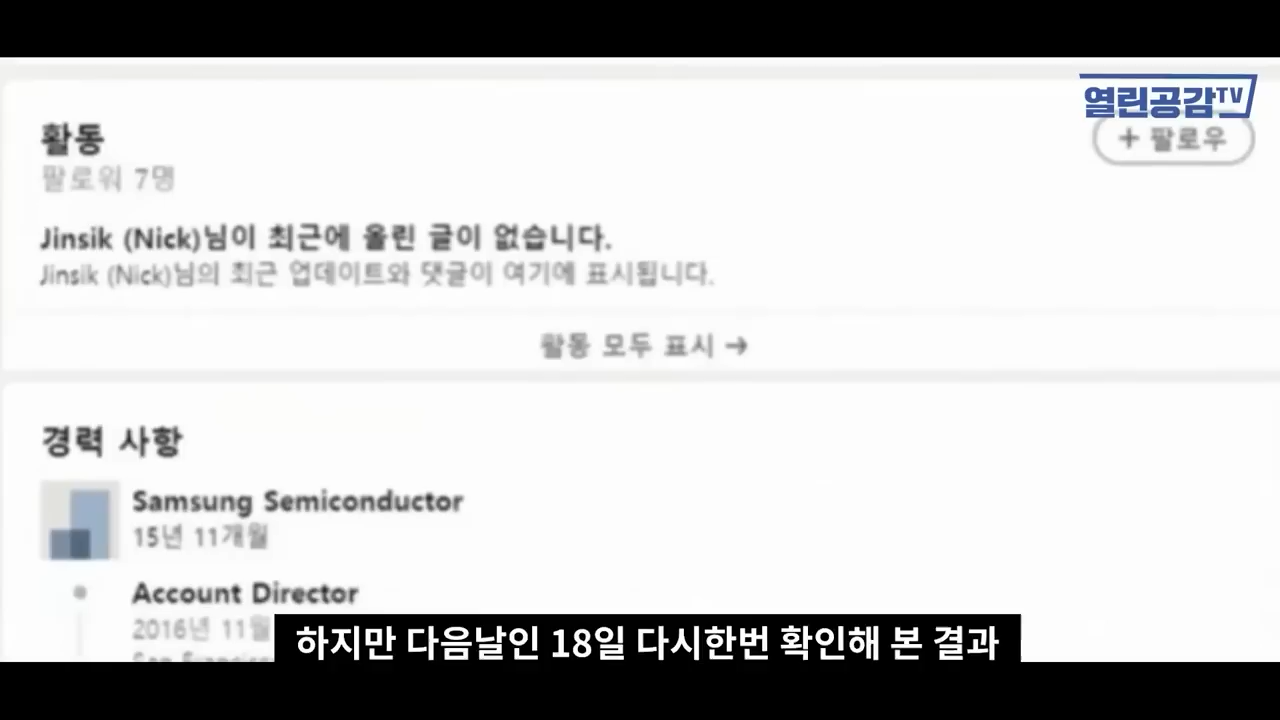 열린공감TV
활동
+ 팔로우
팔로워 7명
Jinsik (Nick)님이 최근에 올린 글이 없습니다.
Jinsik (Nick)님의 최근 업데이트와 댓글이 여기에 표시됩니다.
활동 모두 표시 →
경력 사항
Samsung Semiconductor
15년 11개월
Account Director
2016년 11월
하지만 다음날인 18일 다시한번 확인해 본 결과